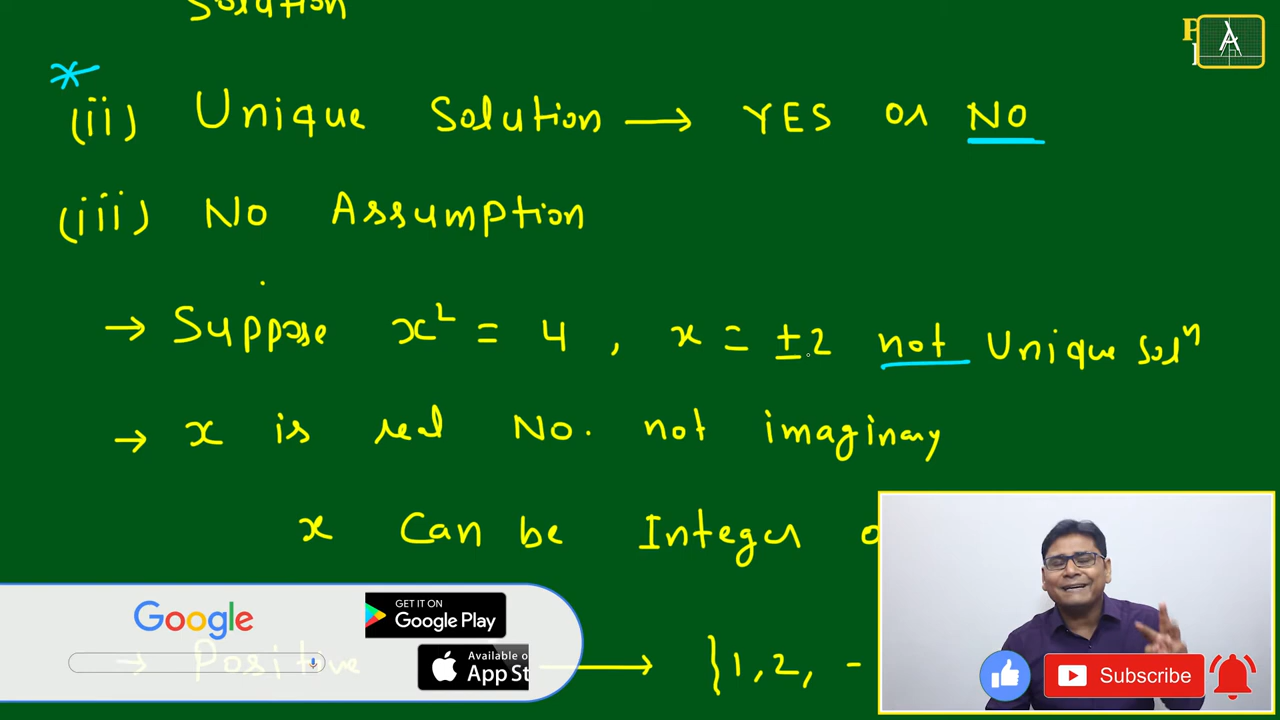 Solution
(ii) Unique Solution → YES or NO
(iii) No Assumption
→ Suppose x² = 4 , x = ±2 not Unique solⁿ
→ x is real No. not imaginary
x Can be Integer
→ Positive → {1, 2, -
Google
GET IT ON
Google Play
Available o
App St
Subscribe